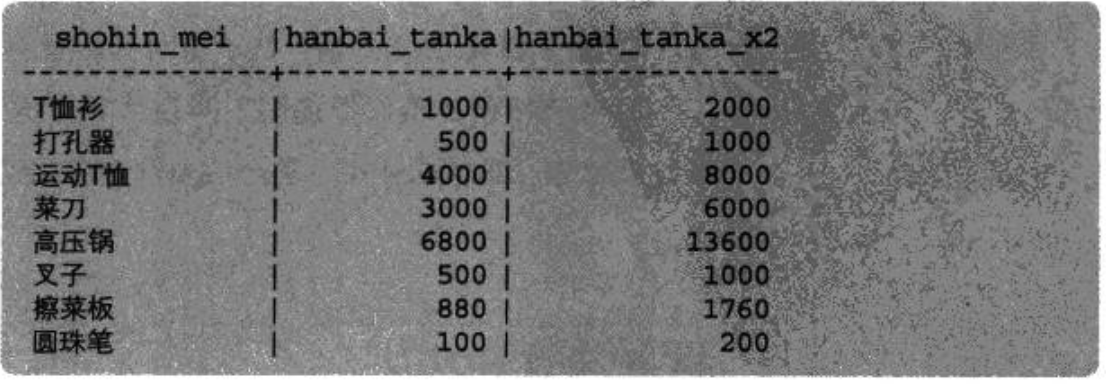 shohin_mei |hanbai_tanka|hanbai_tanka_x2
---------------+-------------+----------------
T恤衫 | 1000 | 2000
打孔器 | 500 | 1000
运动T恤 | 4000 | 8000
菜刀 | 3000 | 6000
高压锅 | 6800 | 13600
叉子 | 500 | 1000
擦菜板 | 880 | 1760
圆珠笔 | 100 | 200